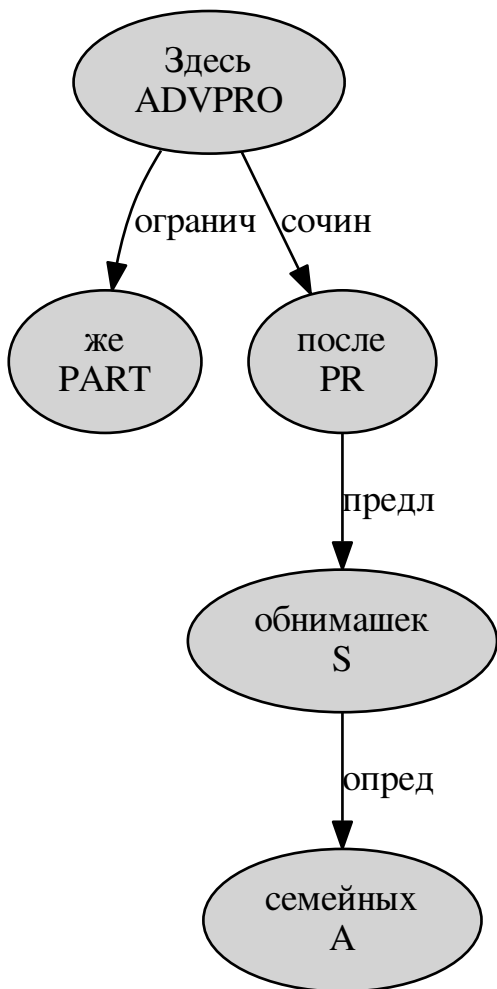 Здесь
ADVPRO
огранич
сочин
же
PART
после
PR
предл
обнимашек
S
опред
семейных
A